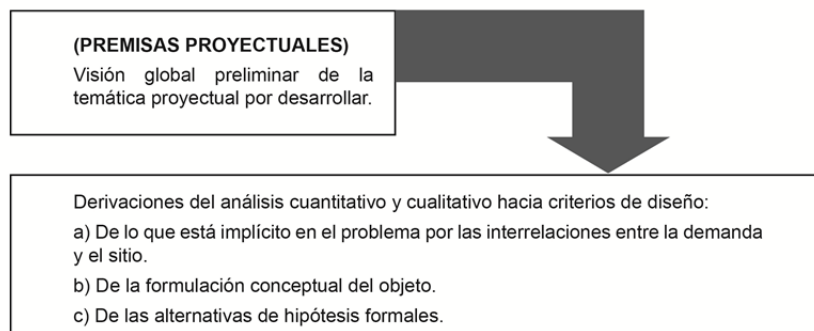 (PREMISAS PROYECTUALES)
Visión global preliminar de la
temática proyectual por desarrollar.
Derivaciones del análisis cuantitativo y cualitativo hacia criterios de diseño:
a) De lo que está implícito en el problema por las interrelaciones entre la demanda
y el sitio.
b) De la formulación conceptual del objeto.
c) De las alternativas de hipótesis formales.